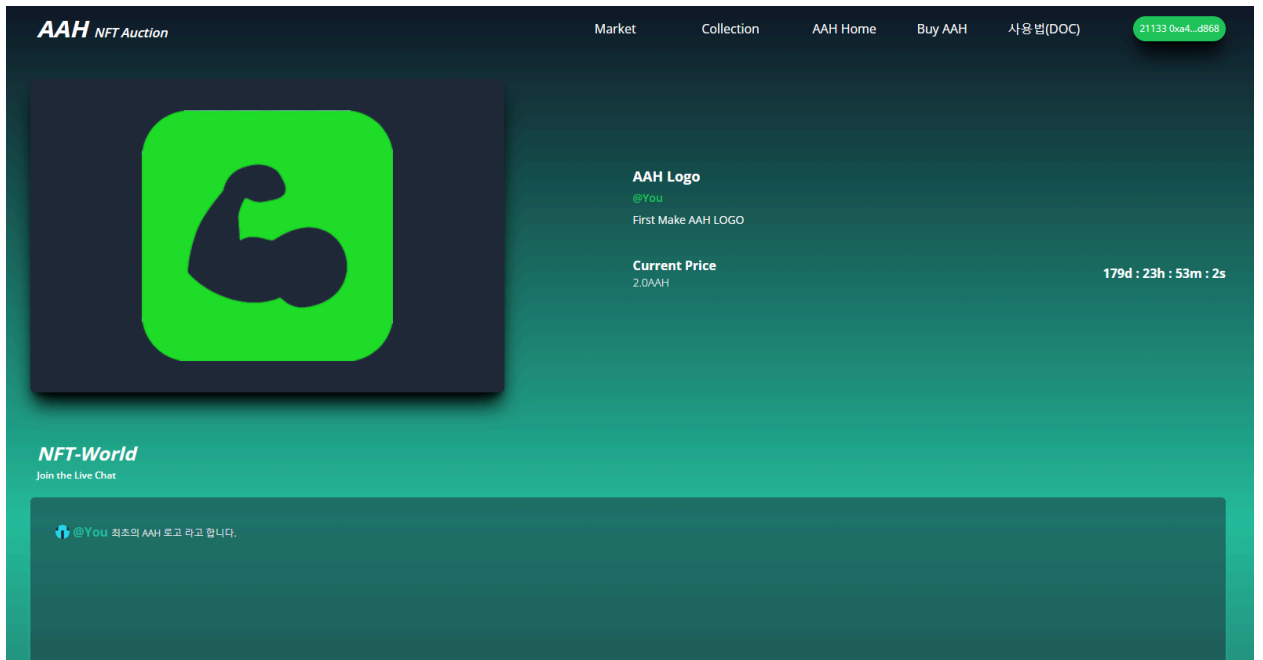 AAH NFT Auction Market Collection AAH Home Buy AAH 사용법(DOC) 21133 0xa4...d868
AAH Logo
@You
First Make AAH LOGO
Current Price
2.0AAH
179d : 23h : 53m : 2s
NFT-World
Join the Live Chat
@You 최초의 AAH 로고 라고 합니다.